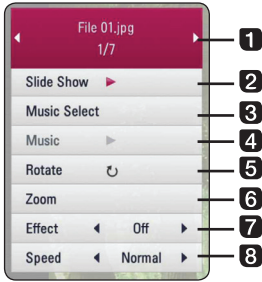 File 01.jpg
1/7
1
Slide Show
2
Music Select
3
Music
4
Rotate
5
Zoom
6
Effect Off
7
Speed Normal
8